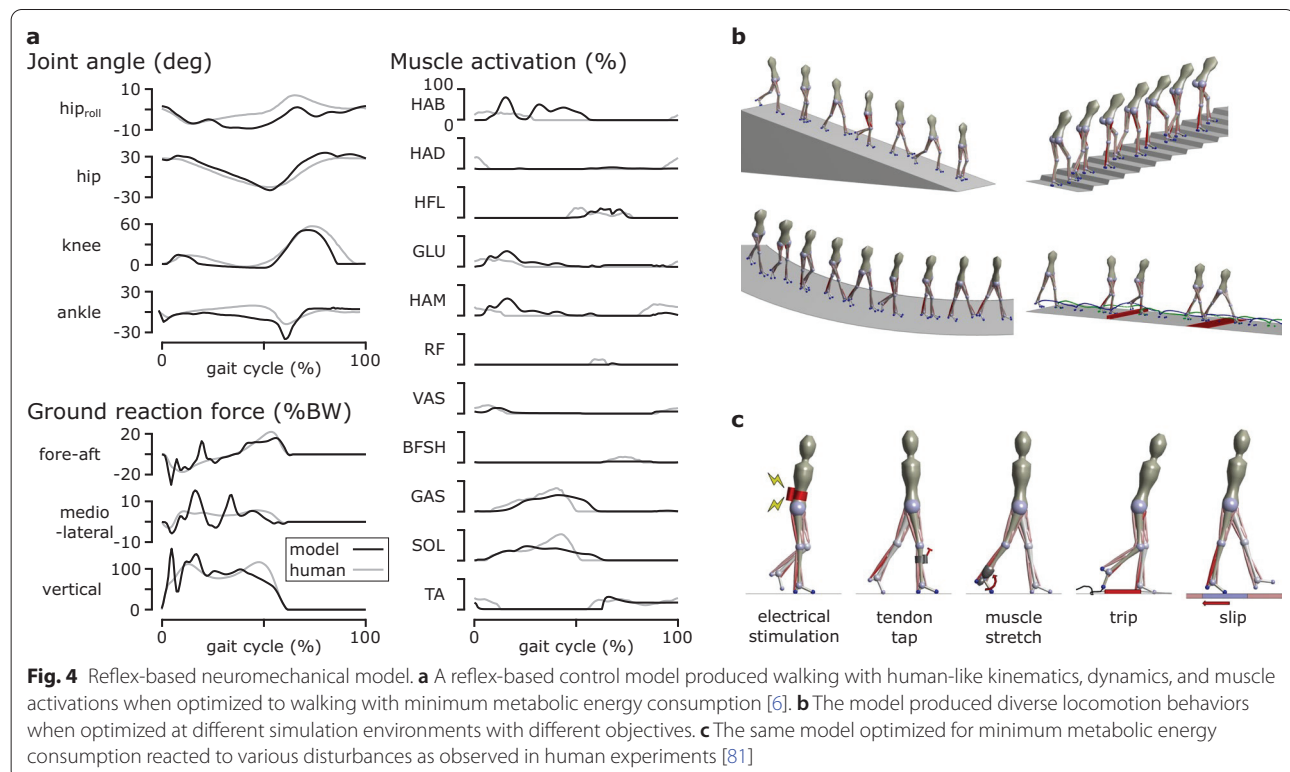 a
Joint angle (deg)
hip roll
10
-10
hip
30
-30
knee
60
0
ankle
30
-30
0
100
gait cycle (%)
Ground reaction force (%BW)
fore-aft
20
-20
medio
-lateral
10
-10
vertical
100
0
model
human
0
100
gait cycle (%)
Muscle activation (%)
100
HAB
0
HAD
HFL
GLU
HAM
RF
VAS
BFSH
GAS
SOL
TA
0
100
gait cycle (%)
b
c
electrical
stimulation
tendon
tap
muscle
stretch
trip
slip
Fig. 4 Reflex-based neuromechanical model. a A reflex-based control model produced walking with human-like kinematics, dynamics, and muscle
activations when optimized to walking with minimum metabolic energy consumption [6]. b The model produced diverse locomotion behaviors
when optimized at different simulation environments with different objectives. c The same model optimized for minimum metabolic energy
consumption reacted to various disturbances as observed in human experiments [81]